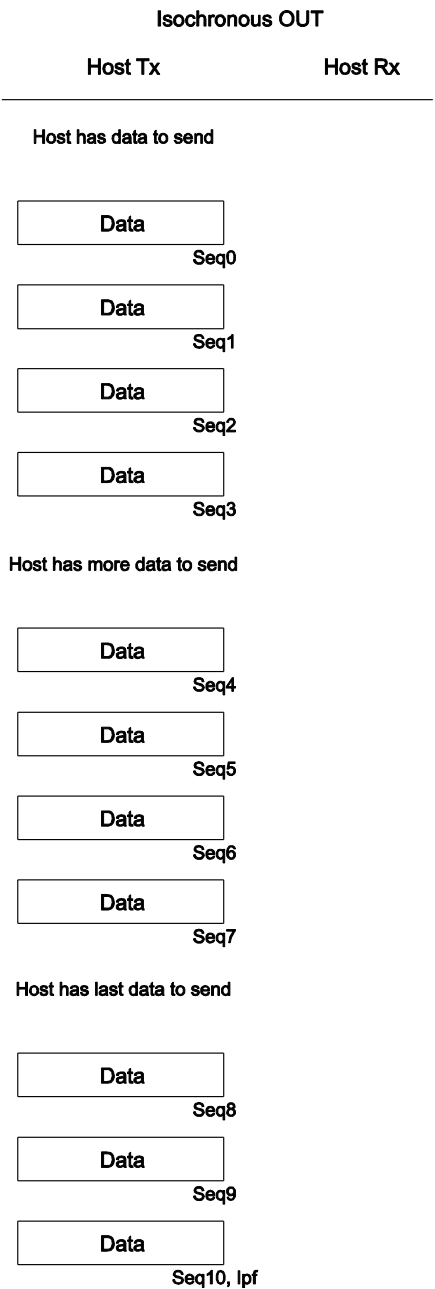 Isochronous OUT
Host Tx Host Rx
Host has data to send
Data
Seq0
Data
Seq1
Data
Seq2
Data
Seq3
Host has more data to send
Data
Seq4
Data
Seq5
Data
Seq6
Data
Seq7
Host has last data to send
Data
Seq8
Data
Seq9
Data
Seq10, lpf